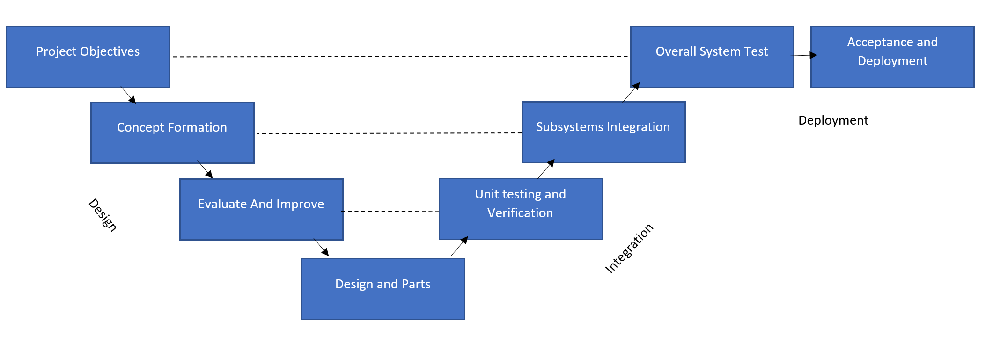 Project Objectives
Overall System Test
Acceptance and
Deployment
Concept Formation
Subsystems Integration
Deployment
Evaluate And Improve
Unit testing and
Verification
Design
Integration
Design and Parts